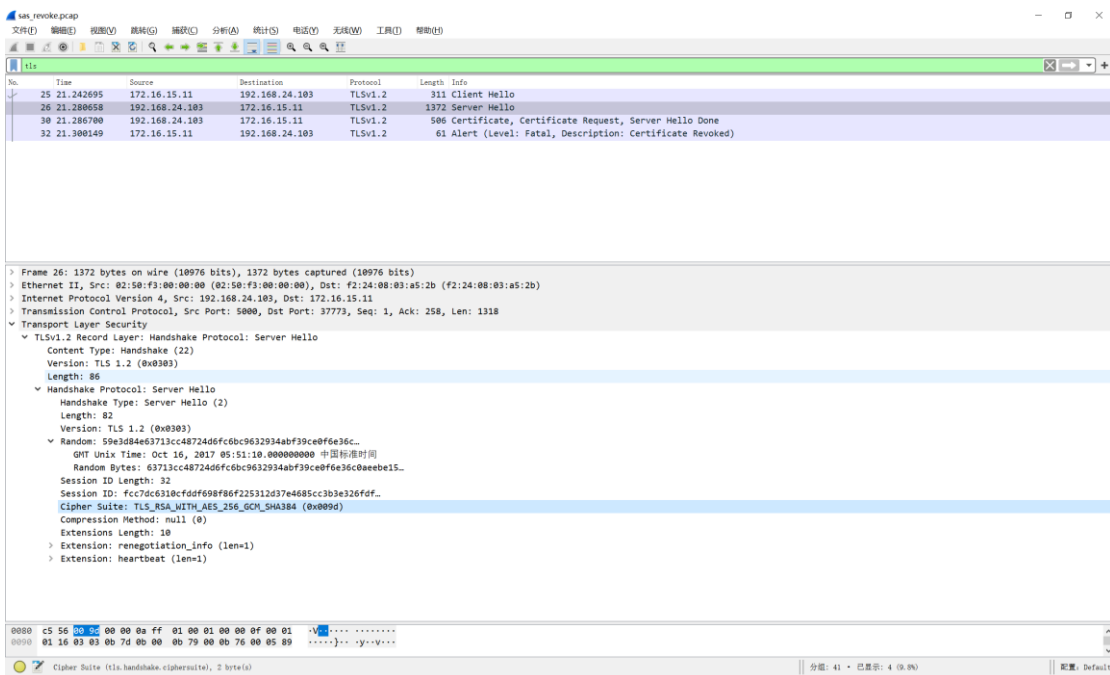 sas_revoke.pcap
文件(F) 编辑(E) 视图(V) 跳转(G) 捕获(C) 分析(A) 统计(S) 电话(Y) 无线(W) 工具(T) 帮助(H)
tls
No. Time Source Destination Protocol Length Info
25 21.242695 172.16.15.11 192.168.24.103 TLSv1.2 311 Client Hello
26 21.280658 192.168.24.103 172.16.15.11 TLSv1.2 1372 Server Hello
30 21.286700 192.168.24.103 172.16.15.11 TLSv1.2 506 Certificate, Certificate Request, Server Hello Done
32 21.300149 172.16.15.11 192.168.24.103 TLSv1.2 61 Alert (Level: Fatal, Description: Certificate Revoked)
> Frame 26: 1372 bytes on wire (10976 bits), 1372 bytes captured (10976 bits)
> Ethernet II, Src: 02:50:f3:00:00:00 (02:50:f3:00:00:00), Dst: f2:24:08:03:a5:2b (f2:24:08:03:a5:2b)
> Internet Protocol Version 4, Src: 192.168.24.103, Dst: 172.16.15.11
> Transmission Control Protocol, Src Port: 5000, Dst Port: 37773, Seq: 1, Ack: 258, Len: 1318
Transport Layer Security
TLSv1.2 Record Layer: Handshake Protocol: Server Hello
Content Type: Handshake (22)
Version: TLS 1.2 (0x0303)
Length: 86
Handshake Protocol: Server Hello
Handshake Type: Server Hello (2)
Length: 82
Version: TLS 1.2 (0x0303)
Random: 59e3d84e63713cc48724d6fc6bc9632934abf39ce0f6e36c…
GMT Unix Time: Oct 16, 2017 05:51:10.000000000 中国标准时间
Random Bytes: 63713cc48724d6fc6bc9632934abf39ce0f6e36c0aeebe15…
Session ID Length: 32
Session ID: fcc7dc6310cfddf698f86f225312d37e4685cc3b3e326fdf…
Cipher Suite: TLS_RSA_WITH_AES_256_GCM_SHA384 (0x009d)
Compression Method: null (0)
Extensions Length: 10
> Extension: renegotiation_info (len=1)
> Extension: heartbeat (len=1)
0080 c5 56 00 9d 00 00 0a ff 01 00 01 00 00 0f 00 01 ·V······ ········
0090 01 16 03 03 0b 7d 0b 00 0b 79 00 0b 76 00 05 89 ·····}·· ·y··v···
Cipher Suite (tls.handshake.ciphersuite), 2 byte(s) 分组: 41 · 已显示: 4 (9.8%) 配置: Default